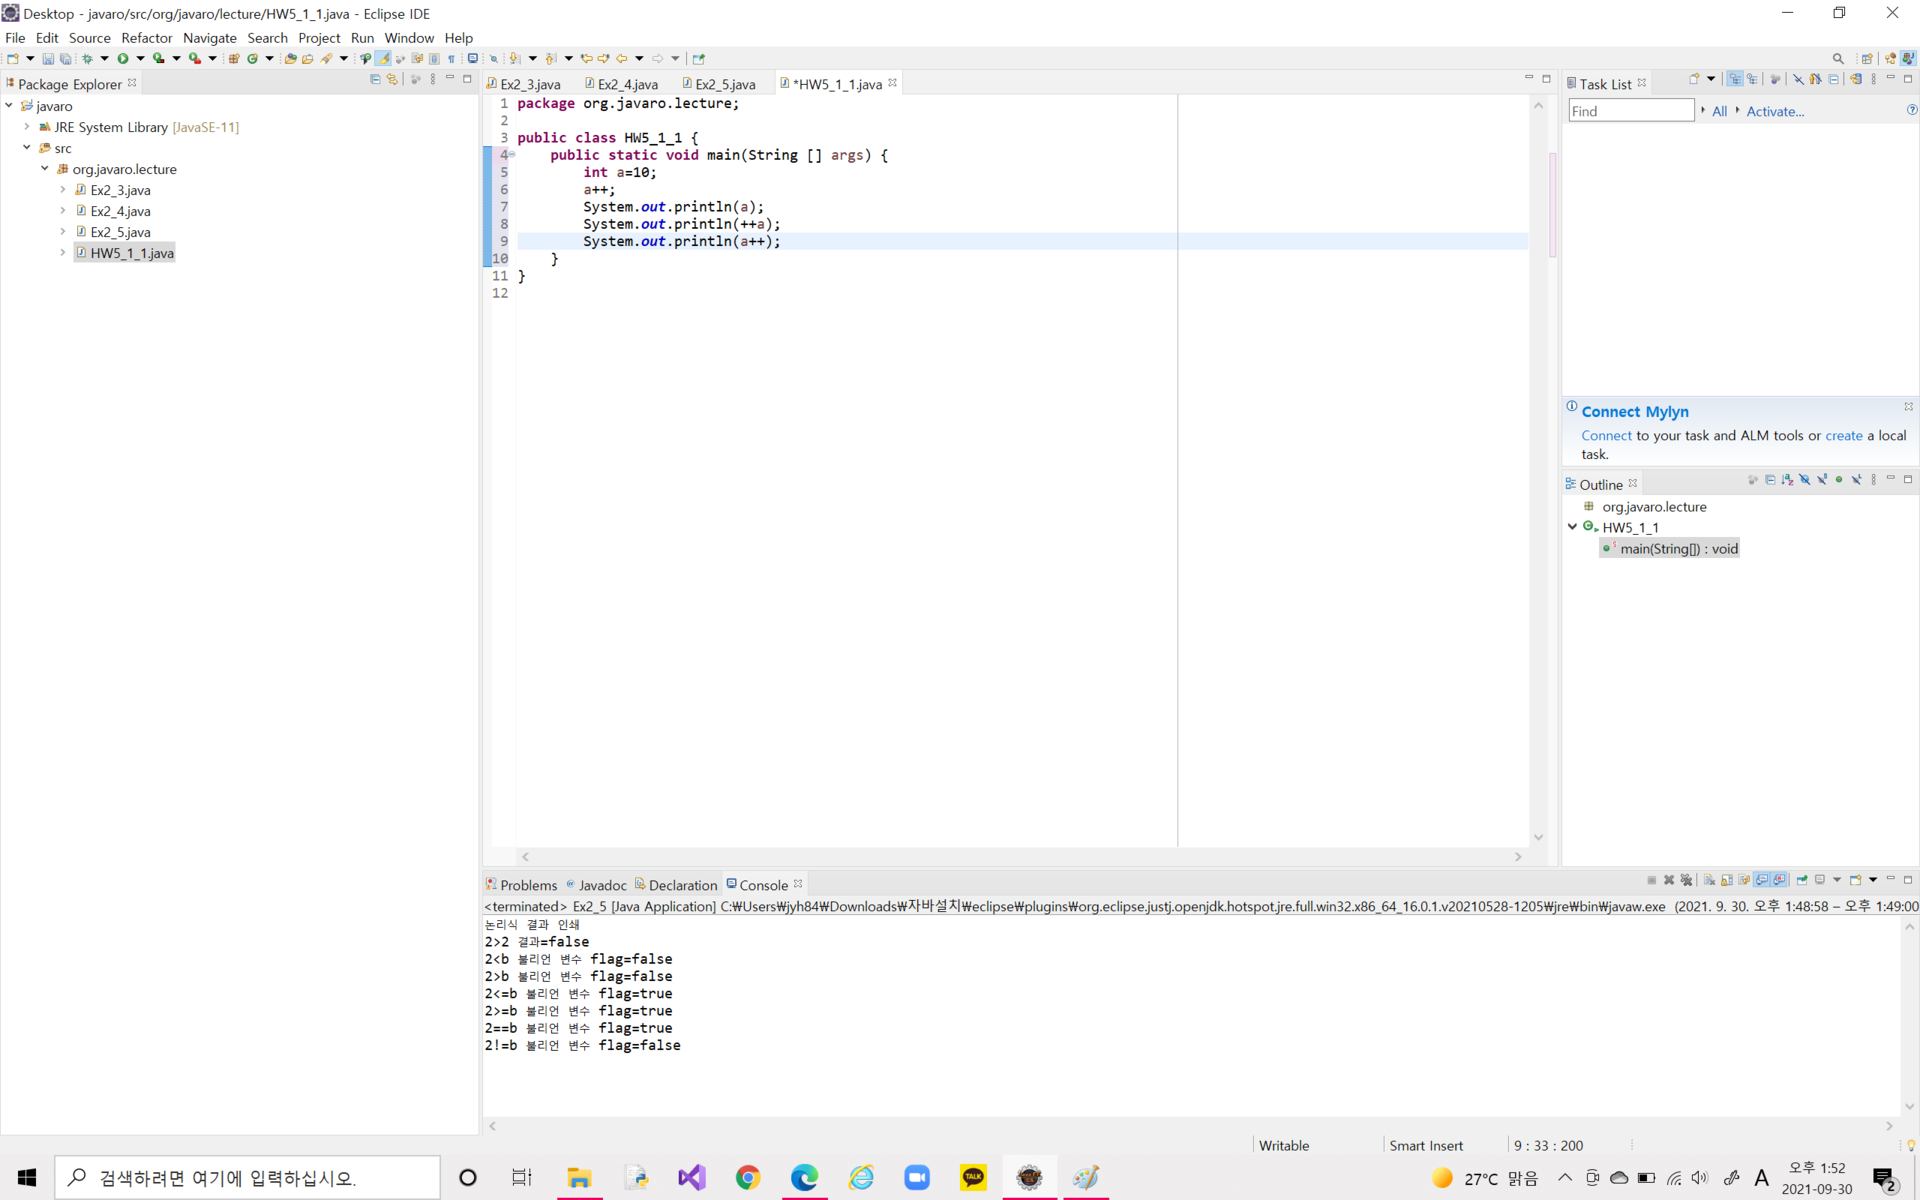 Desktop - javaro/src/org/javaro/lecture/HW5_1_1.java - Eclipse IDE
File Edit Source Refactor Navigate Search Project Run Window Help
Package Explorer
javaro
JRE System Library [JavaSE-11]
src
org.javaro.lecture
Ex2_3.java
Ex2_4.java
Ex2_5.java
HW5_1_1.java
Ex2_3.java Ex2_4.java Ex2_5.java *HW5_1_1.java
1 package org.javaro.lecture;
2
3 public class HW5_1_1 {
4 public static void main(String [] args) {
5 int a=10;
6 a++;
7 System.out.println(a);
8 System.out.println(++a);
9 System.out.println(a++);
10 }
11 }
12
Task List
Find All Activate...
Connect Mylyn
Connect to your task and ALM tools or create a local
task.
Outline
org.javaro.lecture
HW5_1_1
main(String[]) : void
Problems Javadoc Declaration Console
<terminated> Ex2_5 [Java Application] C:₩Users₩jyh84₩Downloads₩자바설치₩eclipse₩plugins₩org.eclipse.justj.openjdk.hotspot.jre.full.win32.x86_64_16.0.1.v20210528-1205₩jre₩bin₩javaw.exe (2021. 9. 30. 오후 1:48:58 – 오후 1:49:00
논리식 결과 인쇄
2>2 결과=false
2<b 불리언 변수 flag=false
2>b 불리언 변수 flag=false
2<=b 불리언 변수 flag=true
2>=b 불리언 변수 flag=true
2==b 불리언 변수 flag=true
2!=b 불리언 변수 flag=false
Writable Smart Insert 9 : 33 : 200
검색하려면 여기에 입력하십시오.
TALK
27°C 맑음
A
오후 1:52
2021-09-30
2